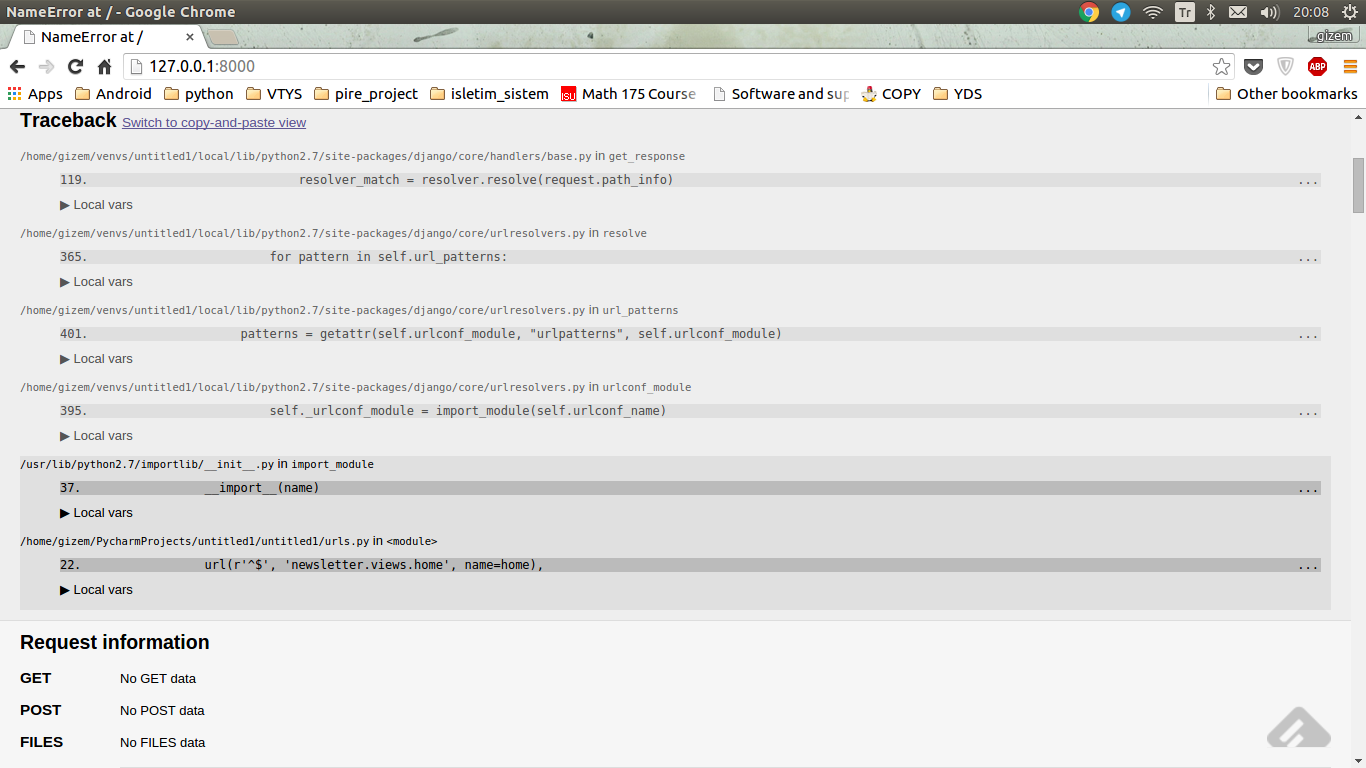 NameError at / - Google Chrome
Tr
20:08
NameError at /
×
gizem
127.0.0.1:8000
ABP
Apps
Android
python
VTYS
pire_project
isletim_sistem
ISU
Math 175 Course
Software and sup
COPY
YDS
Other bookmarks
Traceback Switch to copy-and-paste view
/home/gizem/venvs/untitled1/local/lib/python2.7/site-packages/django/core/handlers/base.py in get_response
119. resolver_match = resolver.resolve(request.path_info) ...
▶ Local vars
/home/gizem/venvs/untitled1/local/lib/python2.7/site-packages/django/core/urlresolvers.py in resolve
365. for pattern in self.url_patterns: ...
▶ Local vars
/home/gizem/venvs/untitled1/local/lib/python2.7/site-packages/django/core/urlresolvers.py in url_patterns
401. patterns = getattr(self.urlconf_module, "urlpatterns", self.urlconf_module) ...
▶ Local vars
/home/gizem/venvs/untitled1/local/lib/python2.7/site-packages/django/core/urlresolvers.py in urlconf_module
395. self._urlconf_module = import_module(self.urlconf_name) ...
▶ Local vars
/usr/lib/python2.7/importlib/__init__.py in import_module
37. __import__(name) ...
▶ Local vars
/home/gizem/PycharmProjects/untitled1/untitled1/urls.py in <module>
22. url(r'^$', 'newsletter.views.home', name=home), ...
▶ Local vars
Request information
GET No GET data
POST No POST data
FILES No FILES data